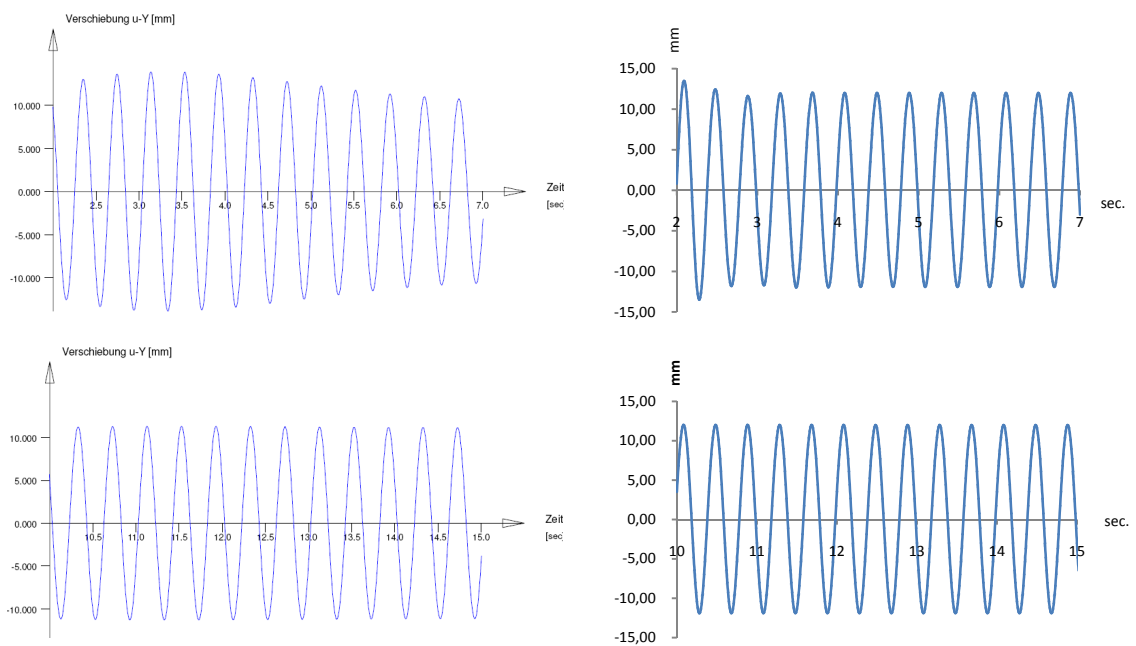 Verschiebung u-Y [mm]
10.000
5.000
0.000
-5.000
-10.000
2.5 3.0 3.5 4.0 4.5 5.0 5.5 6.0 6.5 7.0
Zeit
[sec
mm
15,00
10,00
5,00
0,00
-5,00
-10,00
-15,00
2 3 4 5 6 7
sec.
Verschiebung u-Y [mm]
10.000
5.000
0.000
-5.000
-10.000
10.5 11.0 11.5 12.0 12.5 13.0 13.5 14.0 14.5 15.0
Zeit
[sec
mm
15,00
10,00
5,00
0,00
-5,00
-10,00
-15,00
10 11 12 13 14 15
sec.